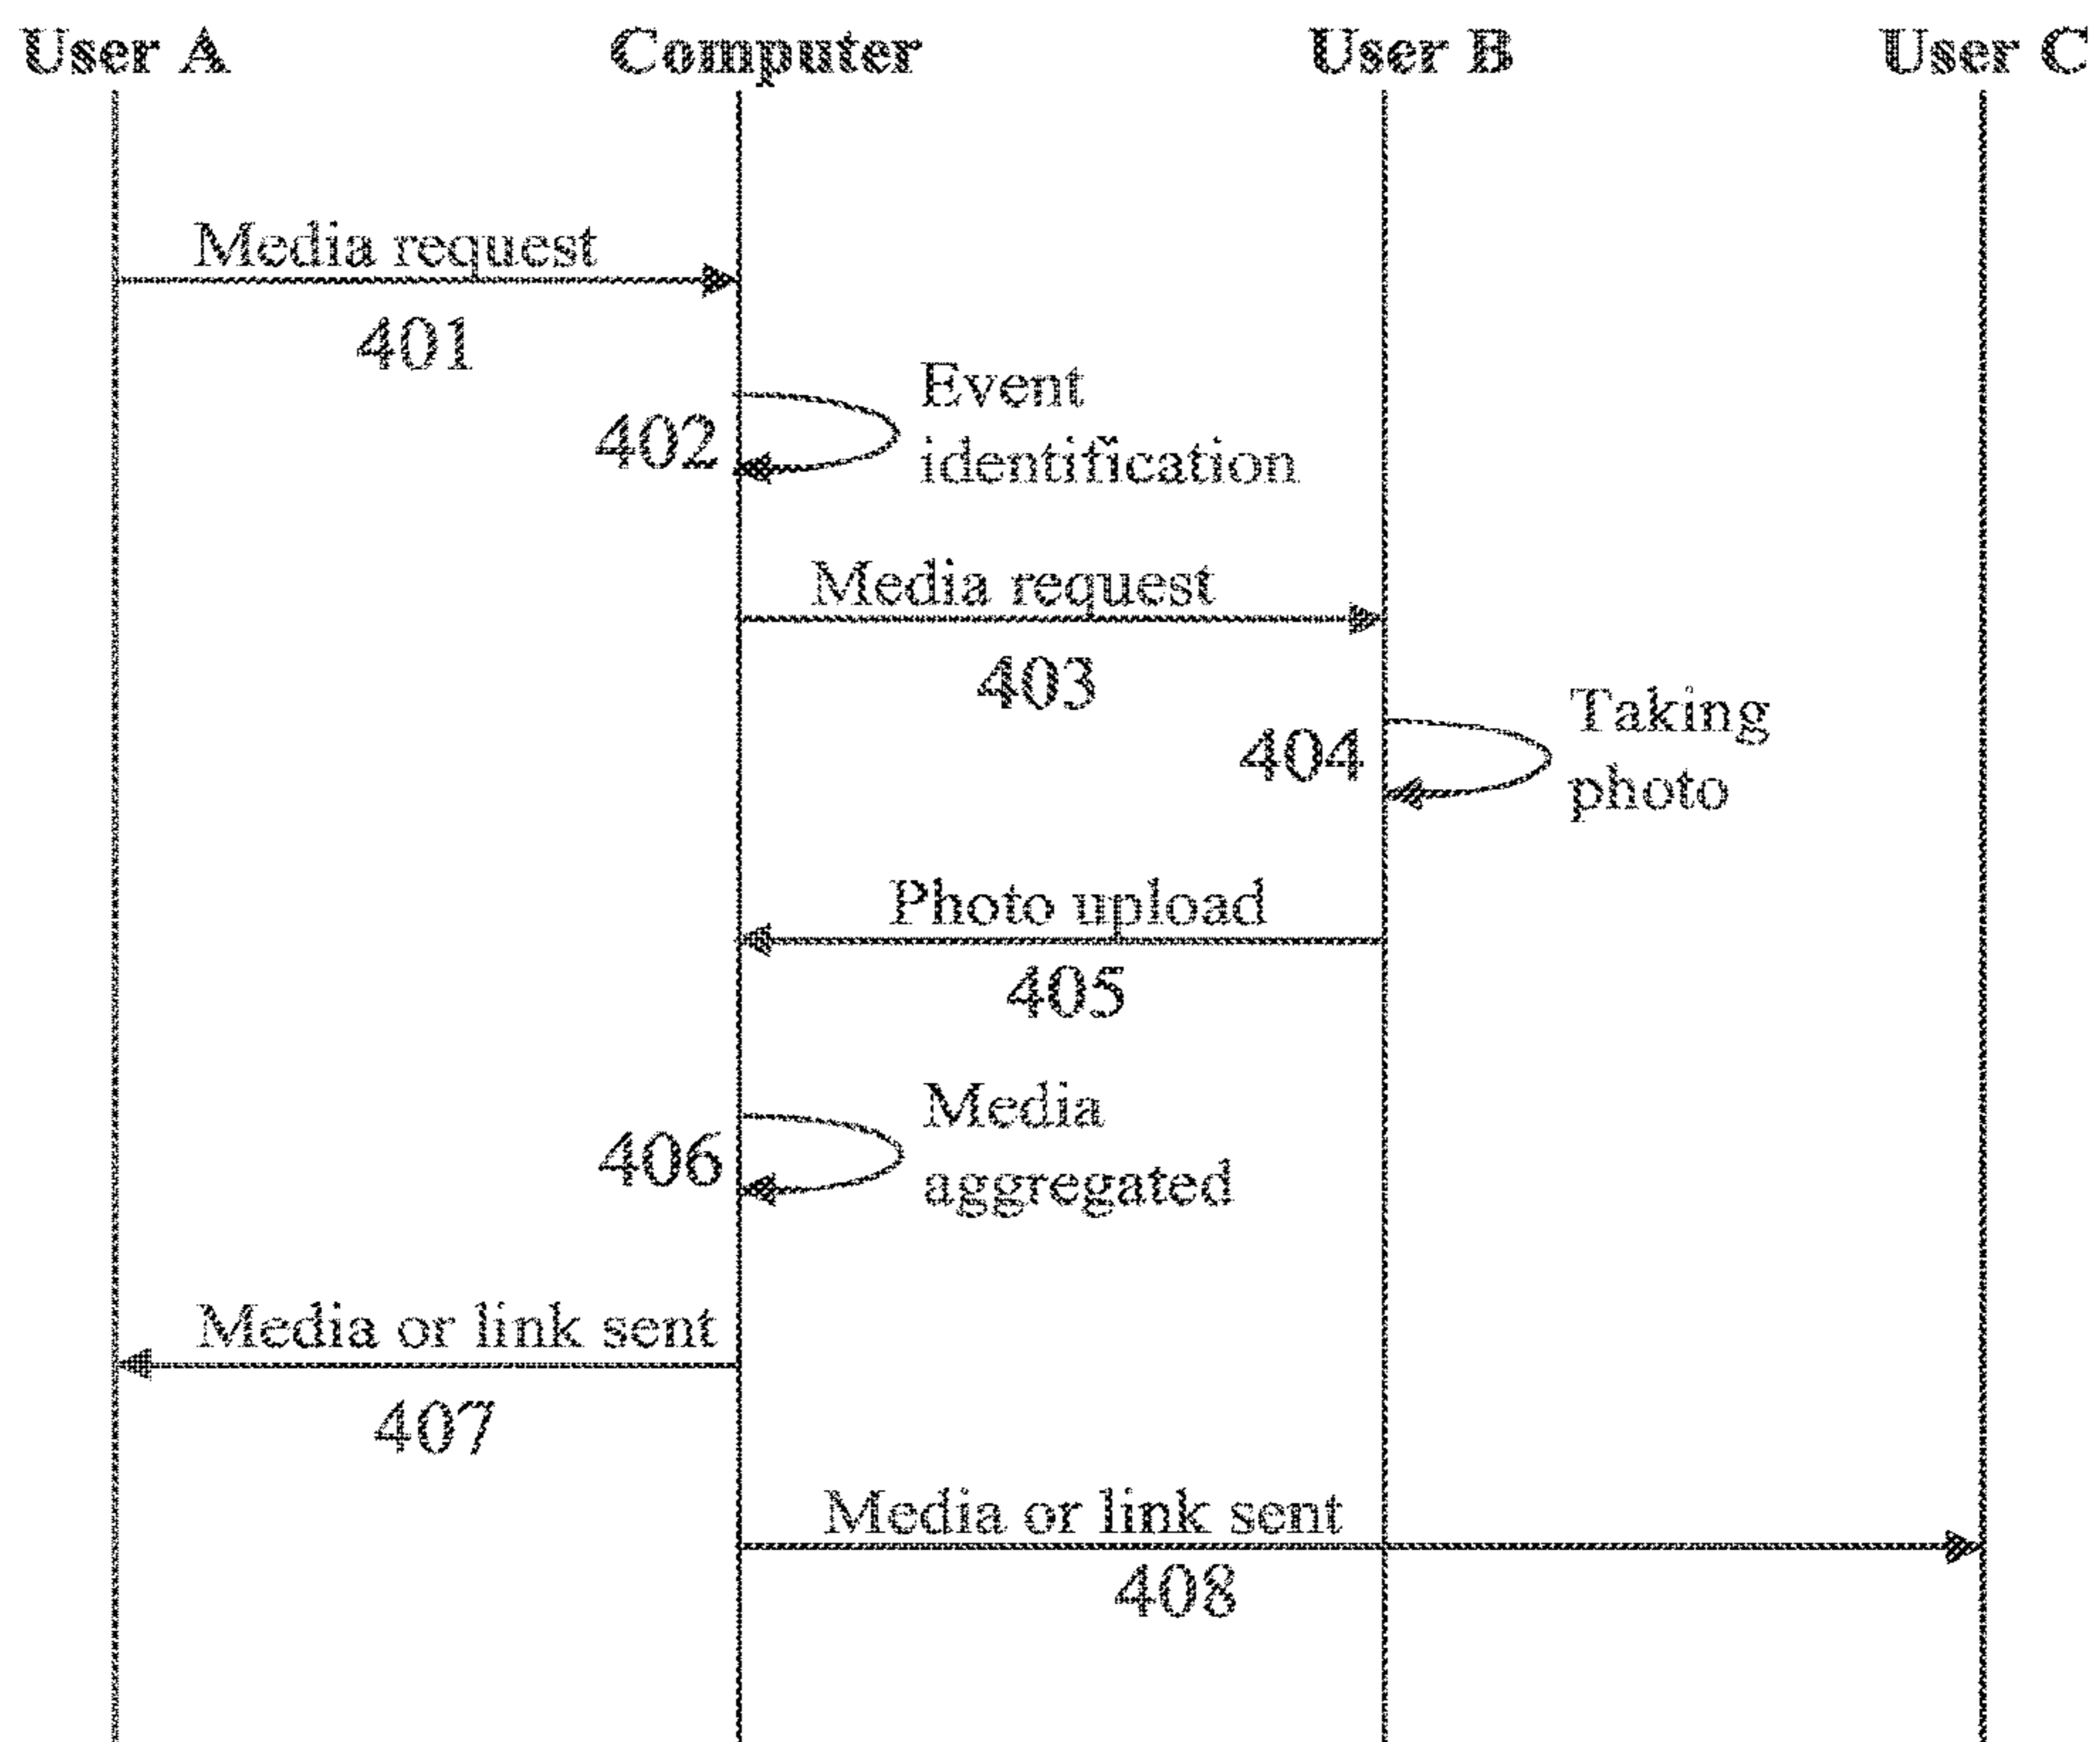 User A
Computer
User B
User C
Media request
401
Event
402
identification
Media request
403
Taking
404
photo
Photo upload
405
Media
406
aggregated
Media or link sent
407
Media or link sent
408